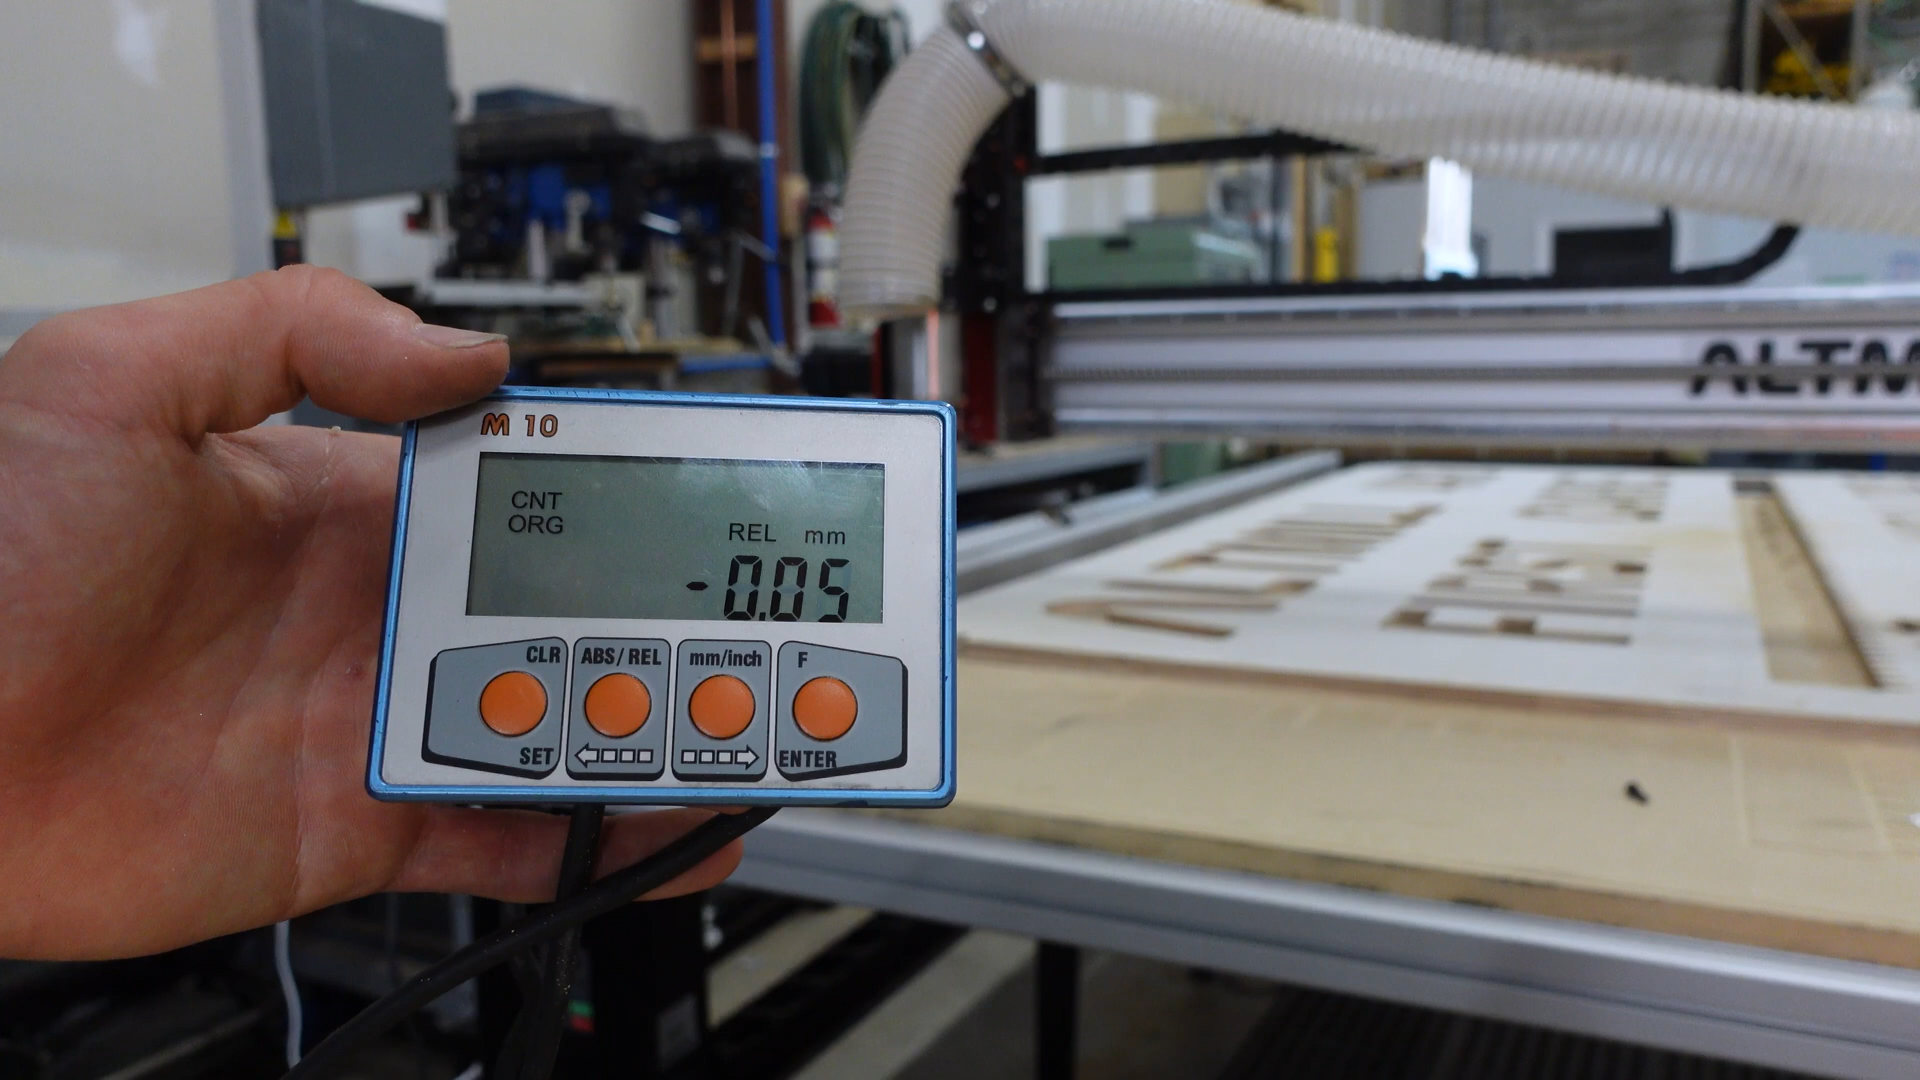 M 10
CNT
ORG
REL mm
-0.05
CLR ABS/REL mm/inch F
SET ENTER
ALTM